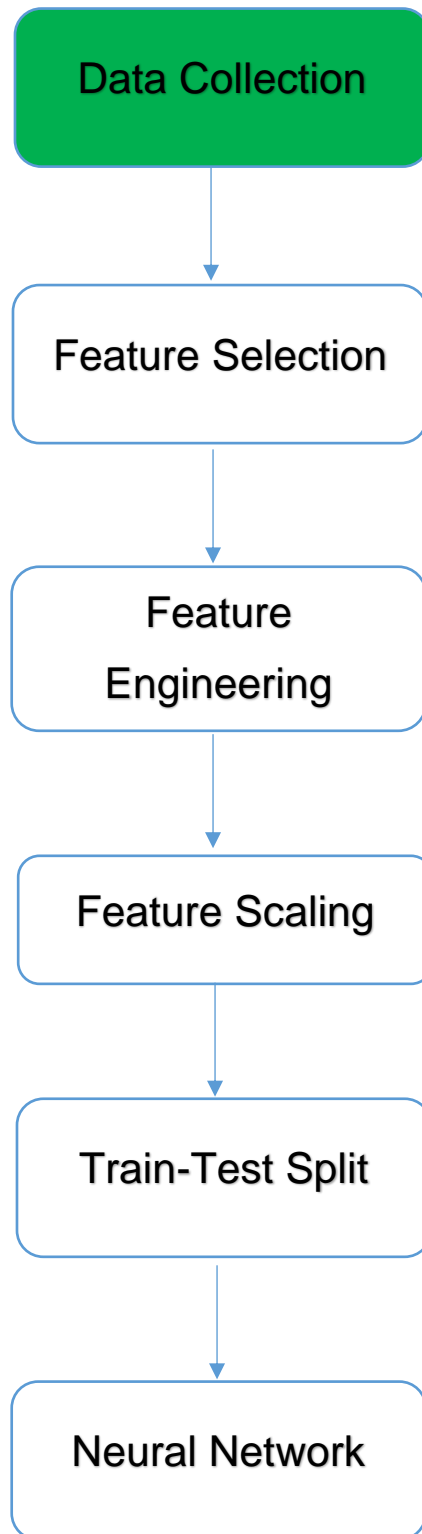 Data Collection
Feature Selection
Feature
Engineering
Feature Scaling
Train-Test Split
Neural Network